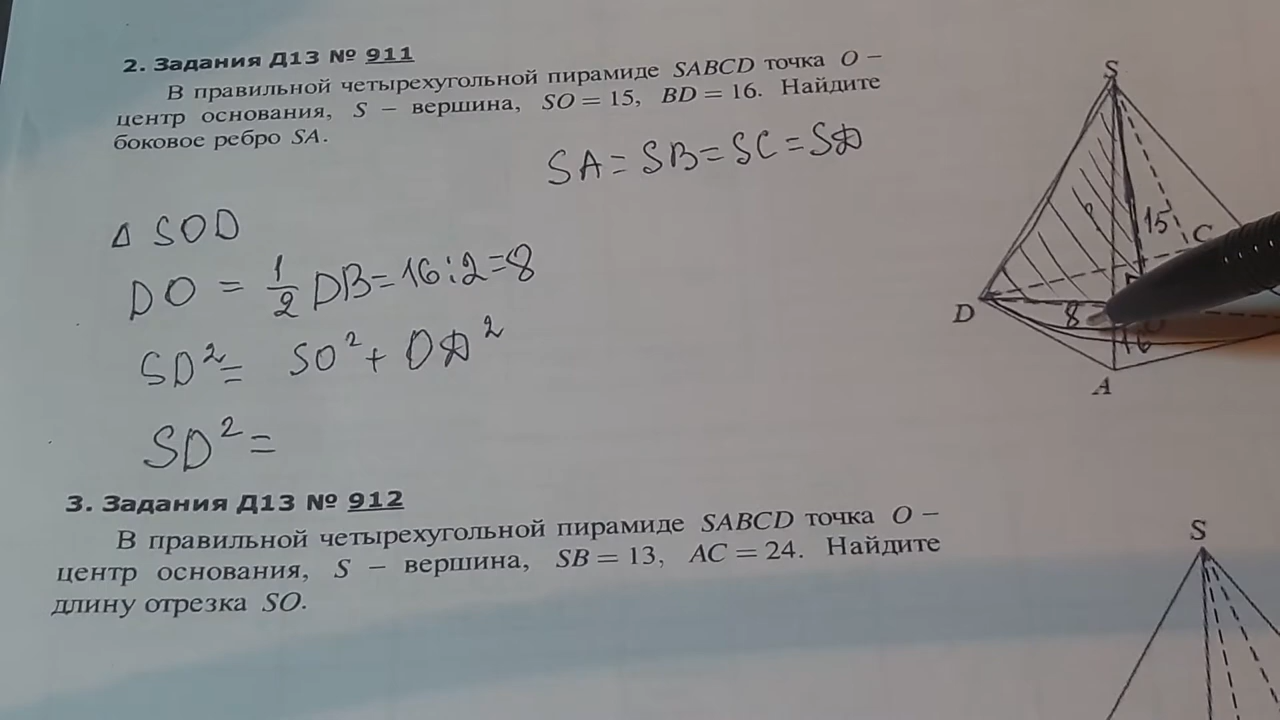 2. Задания Д13 № 911
В правильной четырехугольной пирамиде SABCD точка O –
центр основания, S – вершина, SO = 15, BD = 16. Найдите
боковое ребро SA.
SA = SB = SC = SD
Δ SOD
DO = 1/2 DB = 16 : 2 = 8
SD² = SO² + OD²
SD² =
S
15
C
D
8
16
A
3. Задания Д13 № 912
В правильной четырехугольной пирамиде SABCD точка O –
центр основания, S – вершина, SB = 13, AC = 24. Найдите
длину отрезка SO.
S